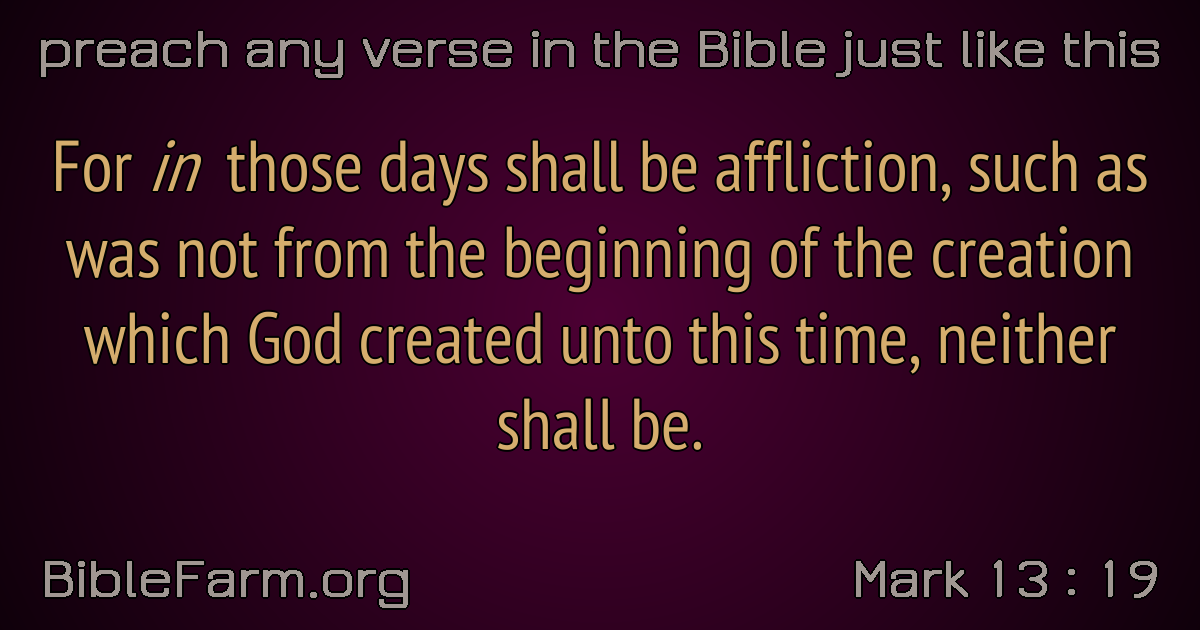 preach any verse in the Bible just like this
For in those days shall be affliction, such as
was not from the beginning of the creation
which God created unto this time, neither
shall be.
BibleFarm.org
Mark 13 : 19